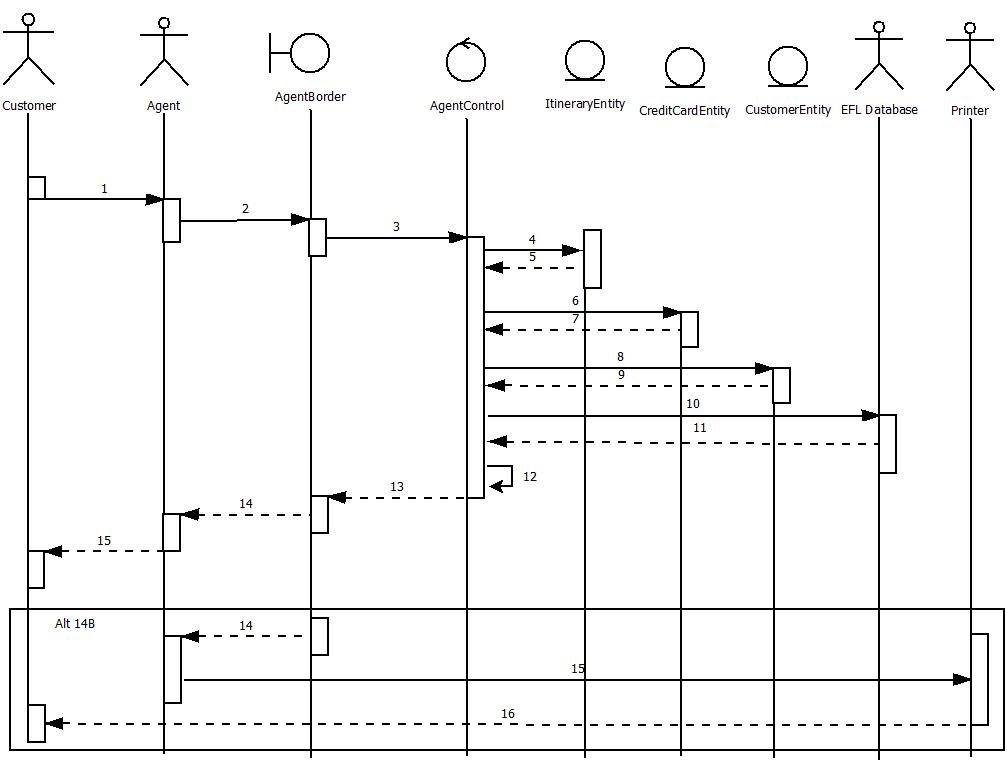 Customer
Agent
AgentBorder
AgentControl
ItineraryEntity
CreditCardEntity
CustomerEntity
EFL Database
Printer
1
2
3
4
5
6
7
8
9
10
11
12
13
14
15
Alt 14B
14
15
16